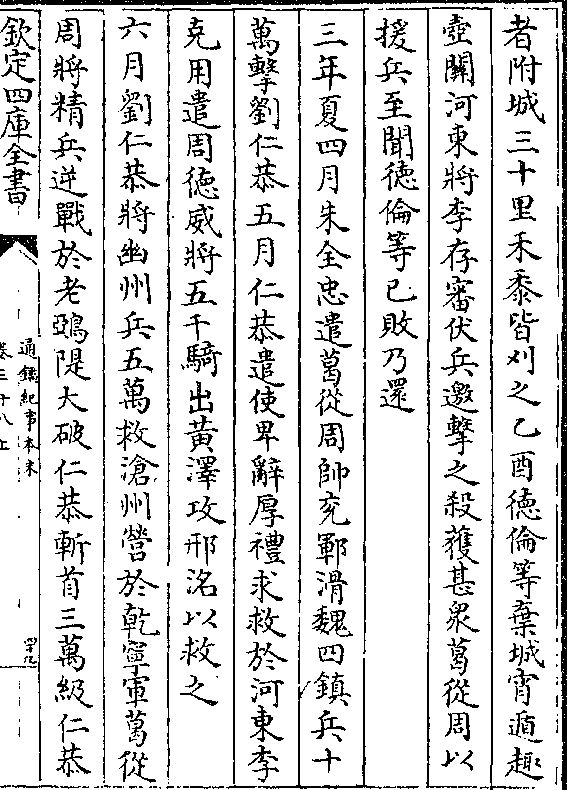 者附城三十里禾黍皆刈之乙酉德倫等棄城宵遁趣
壺關河東將李存審伏兵邀擊之殺獲甚衆葛從周以
援兵至聞德倫等已敗乃還
三年夏四月朱全忠遣葛從周帥兖鄆滑魏四鎮兵十
萬擊劉仁恭五月仁恭遣使卑辭厚禮求救於河東李
克用遣周德威將五千騎出黃澤攻邢洺以救之
六月劉仁恭將幽州兵五萬救滄州營於乾寧軍葛從
周將精兵逆戰於老鵶隄大破仁恭斬首三萬級仁恭
欽定四庫全書
通鑑紀事本末
卷三十八上
四十九